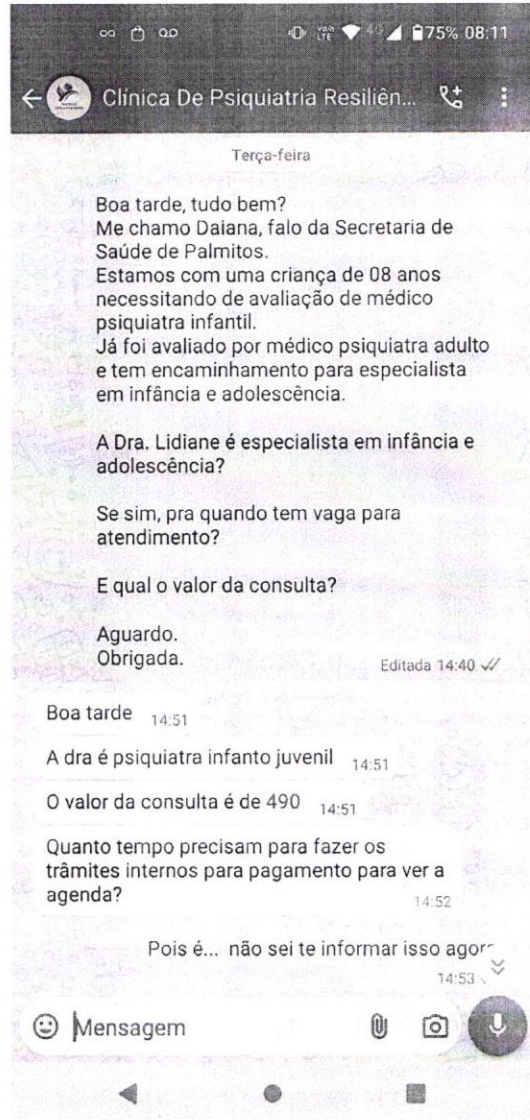 VoLTE 4G 75% 08:11
Clínica De Psiquiatria Resiliên...
Terça-feira
Boa tarde, tudo bem?
Me chamo Daiana, falo da Secretaria de
Saúde de Palmitos.
Estamos com uma criança de 08 anos
necessitando de avaliação de médico
psiquiatra infantil.
Já foi avaliado por médico psiquiatra adulto
e tem encaminhamento para especialista
em infância e adolescência.
A Dra. Lidiane é especialista em infância e
adolescência?
Se sim, pra quando tem vaga para
atendimento?
E qual o valor da consulta?
Aguardo.
Obrigada.
Editada 14:40
Boa tarde 14:51
A dra é psiquiatra infanto juvenil 14:51
O valor da consulta é de 490 14:51
Quanto tempo precisam para fazer os
trâmites internos para pagamento para ver a
agenda?
14:52
Pois é... não sei te informar isso
14:53
Mensagem